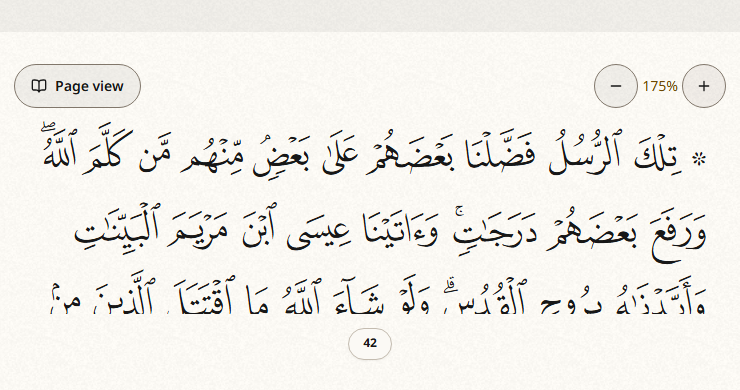 Page view
− 175% +
۞ تِلْكَ ٱلرُّسُلُ فَضَّلْنَا بَعْضَهُمْ عَلَىٰ بَعْضٍۢ مِّنْهُم مَّن كَلَّمَ ٱللَّهُ ۖ
وَرَفَعَ بَعْضَهُمْ دَرَجَـٰتٍۢ ۚ وَءَاتَيْنَا عِيسَى ٱبْنَ مَرْيَمَ ٱلْبَيِّنَـٰتِ
وَأَيَّدْنَـٰهُ بِرُوحِ ٱلْقُدُسِ ۗ وَلَوْ شَآءَ ٱللَّهُ مَا ٱقْتَتَلَ ٱلَّذِينَ مِنۢ
42